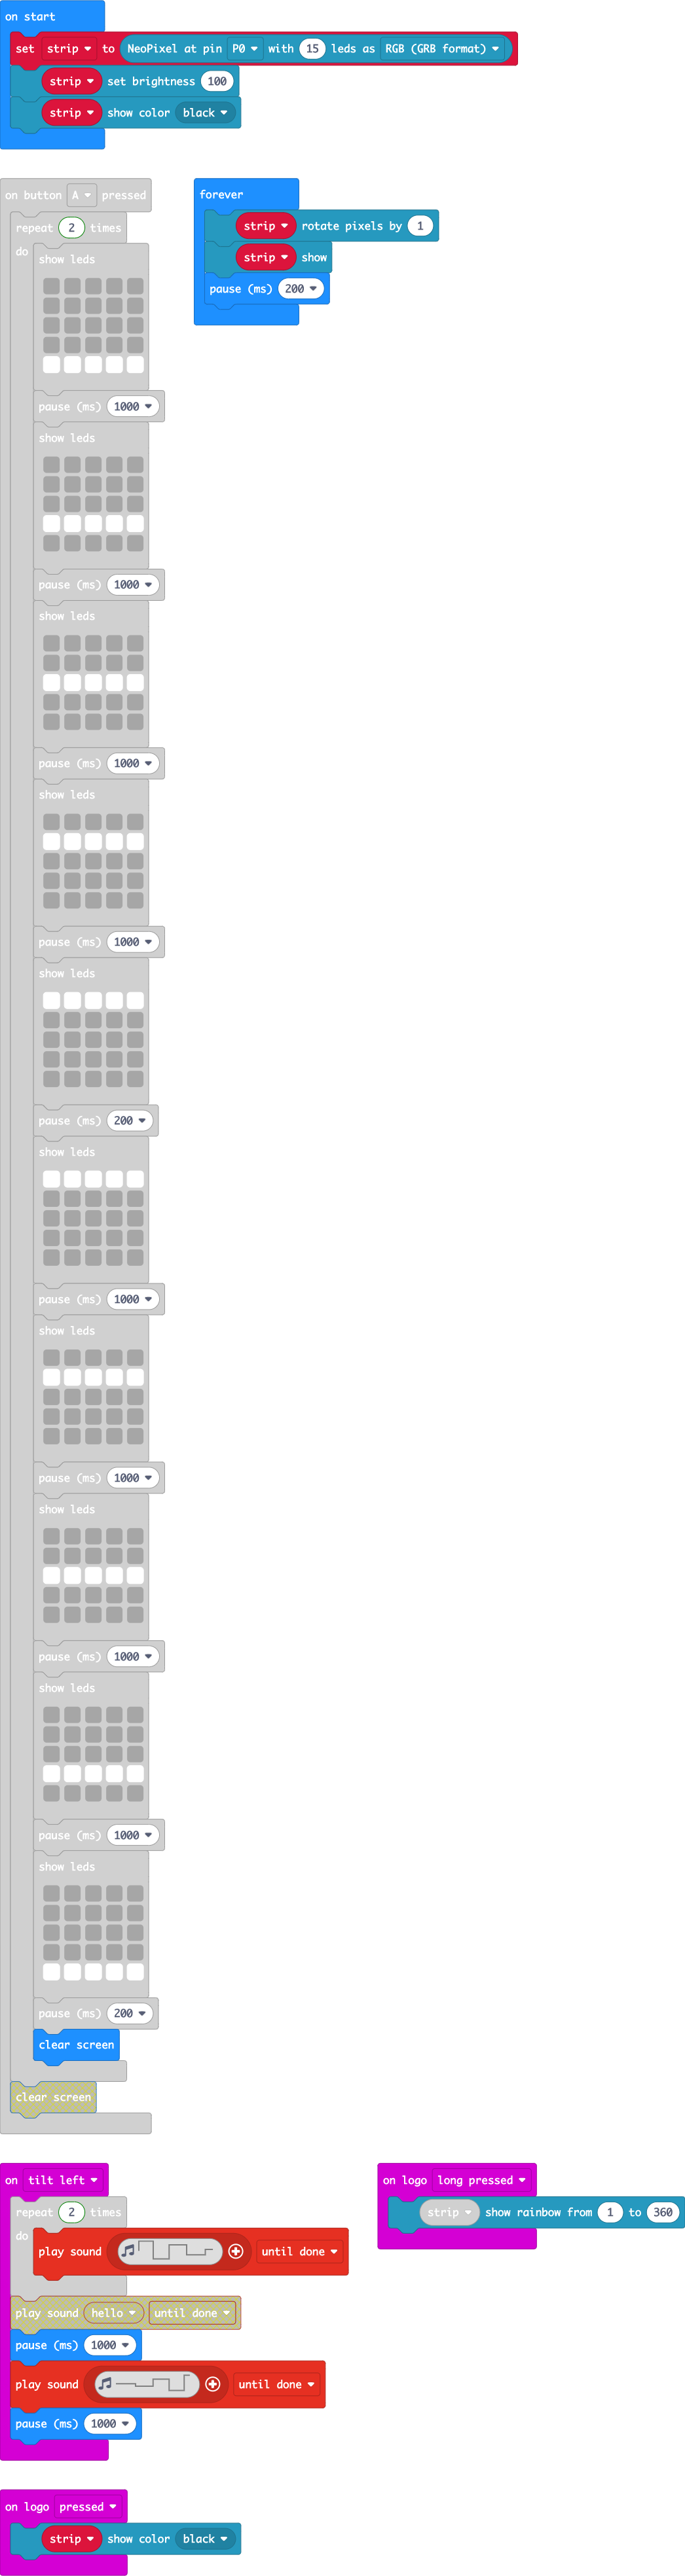 on start
set strip to NeoPixel at pin P0 with 15 leds as RGB (GRB format)
strip set brightness 100
strip show color black
on button A pressed
repeat 2 times
do
show leds
pause (ms) 1000
show leds
pause (ms) 1000
show leds
pause (ms) 1000
show leds
pause (ms) 1000
show leds
pause (ms) 200
show leds
pause (ms) 1000
show leds
pause (ms) 1000
show leds
pause (ms) 1000
show leds
pause (ms) 1000
show leds
pause (ms) 200
clear screen
clear screen
forever
strip rotate pixels by 1
strip show
pause (ms) 200
on tilt left
repeat 2 times
do
play sound until done
play sound hello until done
pause (ms) 1000
play sound until done
pause (ms) 1000
on logo long pressed
strip show rainbow from 1 to 360
on logo pressed
strip show color black